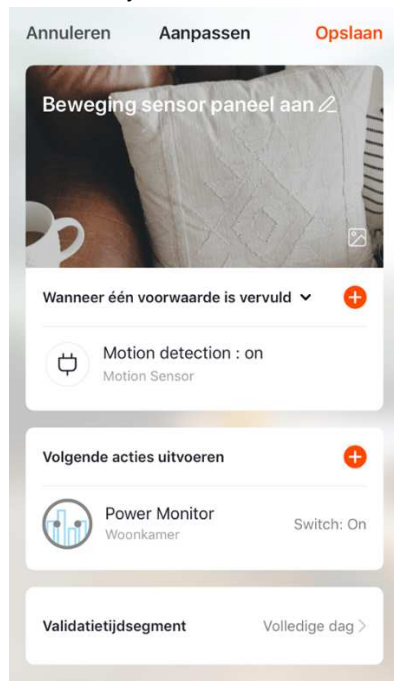 Annuleren Aanpassen Opslaan
Beweging sensor paneel aan
Wanneer één voorwaarde is vervuld
Motion detection : on
Motion Sensor
Volgende acties uitvoeren
Power Monitor
Woonkamer
Switch: On
Validatietijdsegment Volledige dag